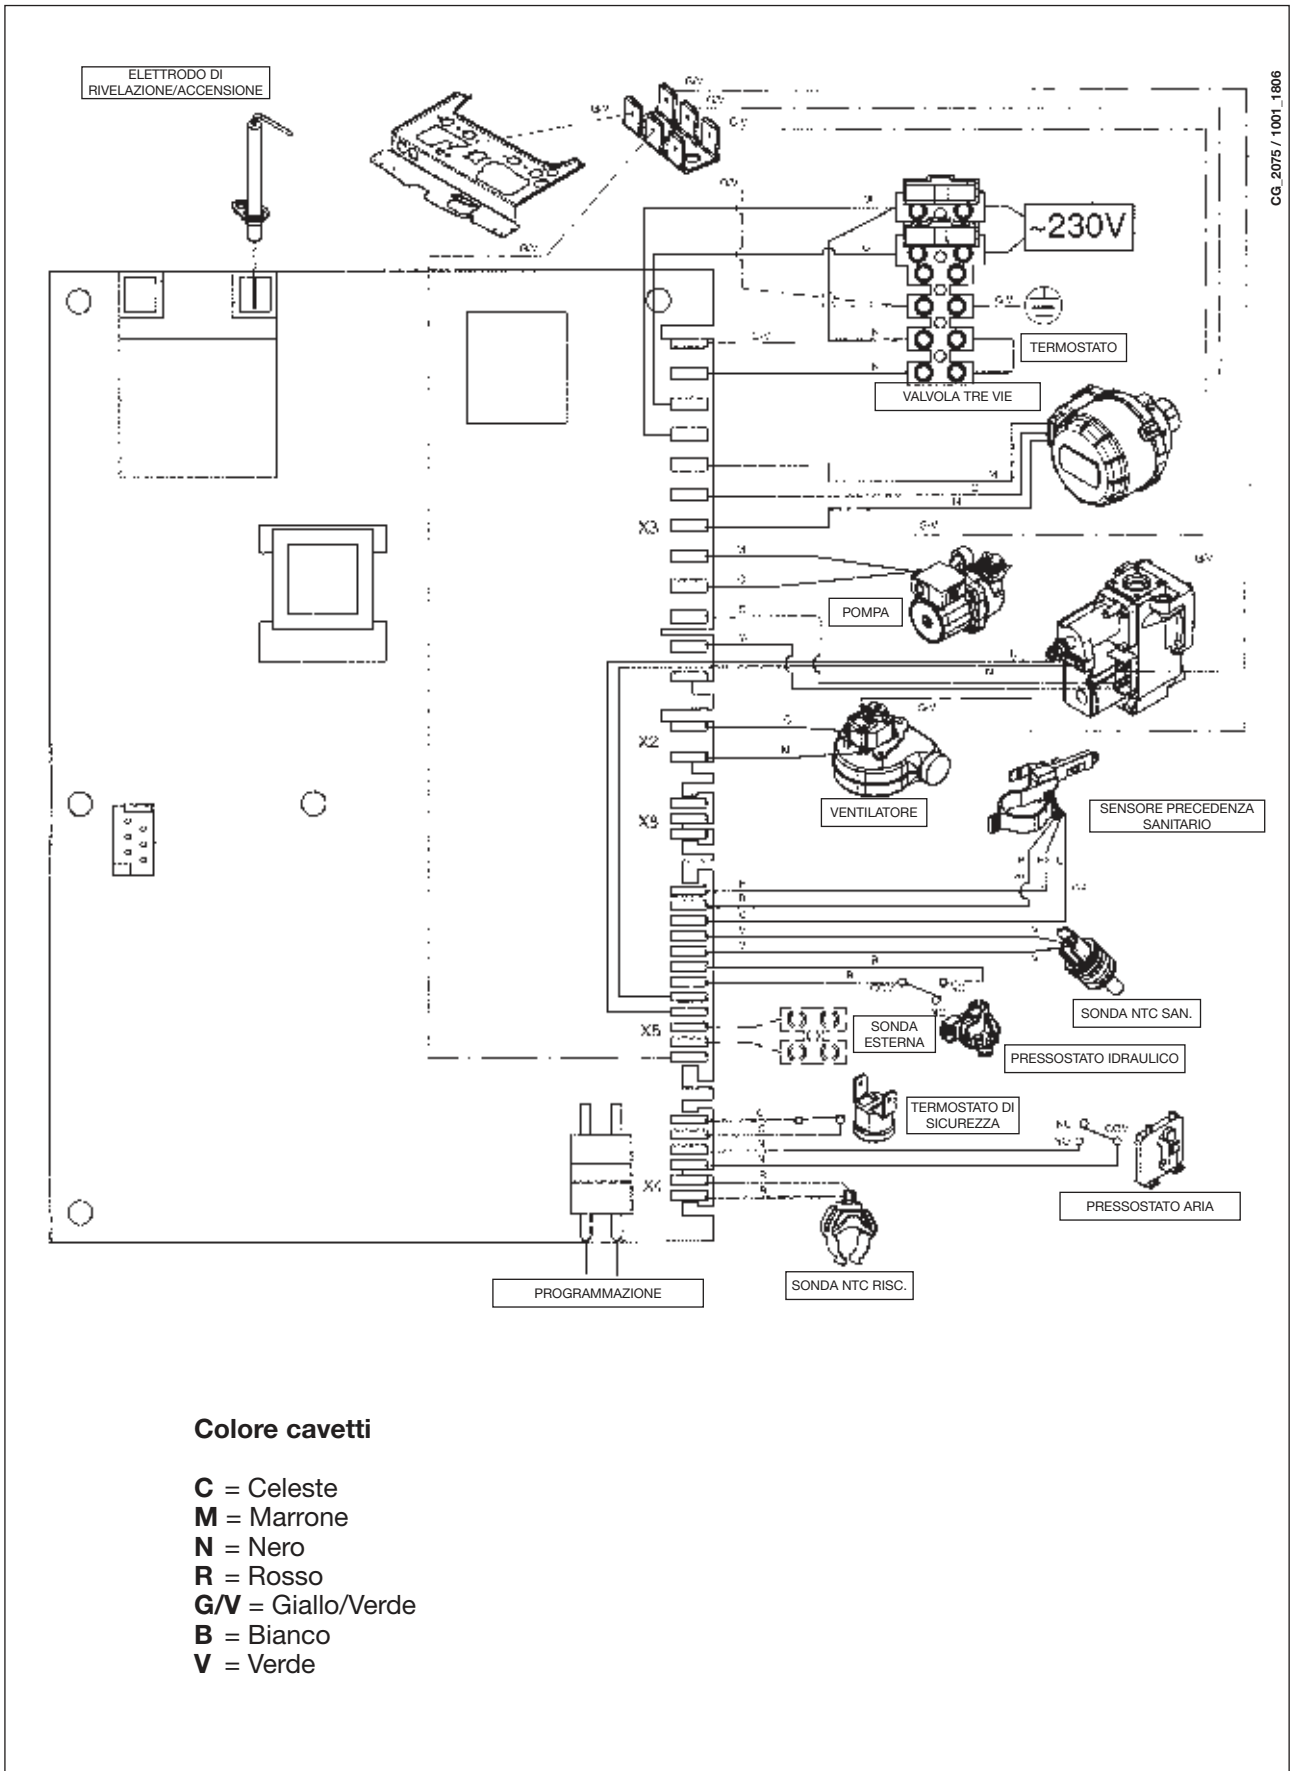 ELETTRODO DI
RIVELAZIONE/ACCENSIONE
CG_2075 / 1001_1806
G/V
G/V
~230V
TERMOSTATO
VALVOLA TRE VIE
X3
M
N
G/V
POMPA
X2
N
VENTILATORE
SENSORE PRECEDENZA
SANITARIO
SONDA NTC SAN.
X5
SONDA
ESTERNA
PRESSOSTATO IDRAULICO
TERMOSTATO DI
SICUREZZA
X4
PRESSOSTATO ARIA
SONDA NTC RISC.
PROGRAMMAZIONE
Colore cavetti
C = Celeste
M = Marrone
N = Nero
R = Rosso
G/V = Giallo/Verde
B = Bianco
V = Verde